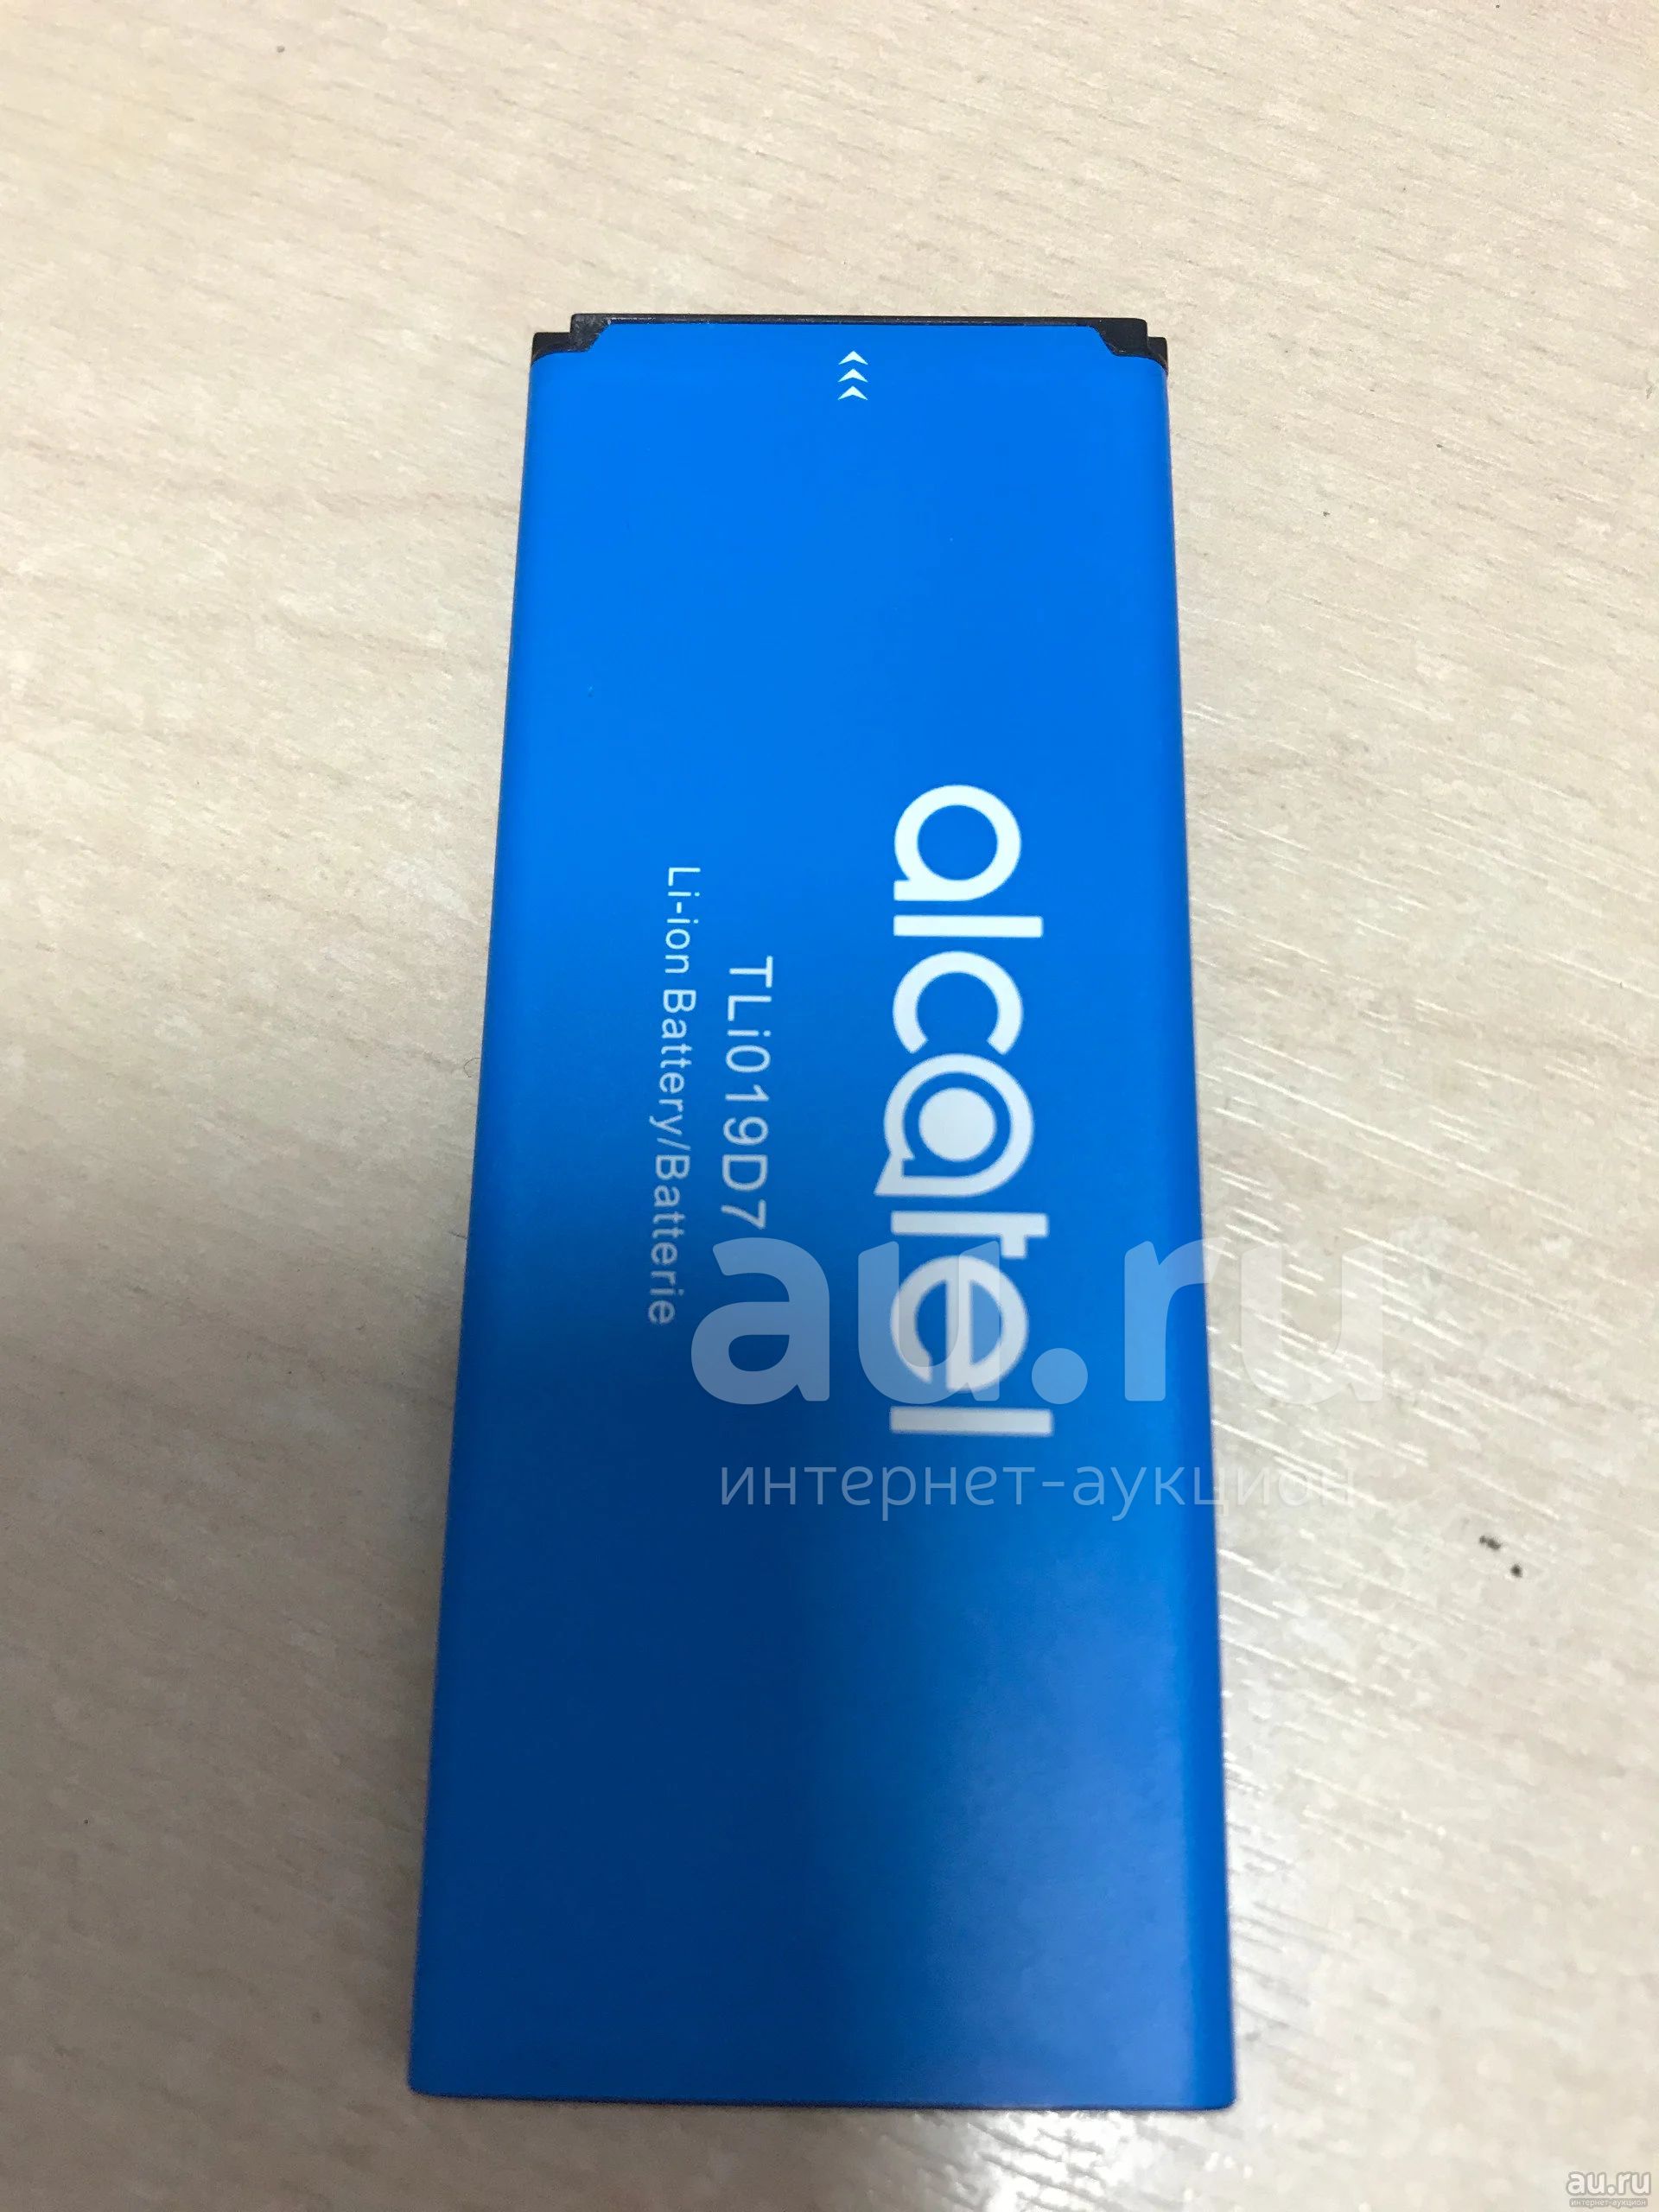 alcatel
TLi019D7
Li-ion Battery/Batterie
au.ru
интернет-аукцион
au.ru
интернет-аукцион